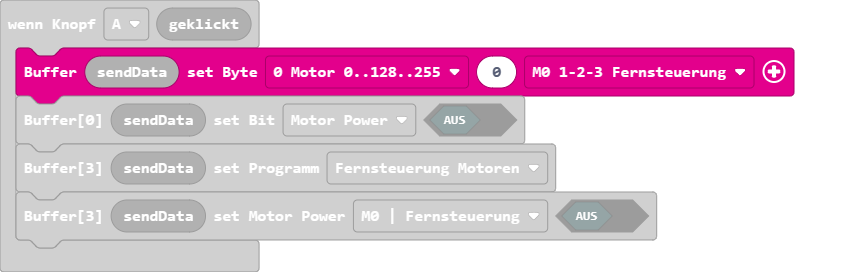 wenn Knopf A geklickt
Buffer sendData set Byte 0 Motor 0..128..255 0 M0 1-2-3 Fernsteuerung
Buffer[0] sendData set Bit Motor Power AUS
Buffer[3] sendData set Programm Fernsteuerung Motoren
Buffer[3] sendData set Motor Power M0 | Fernsteuerung AUS